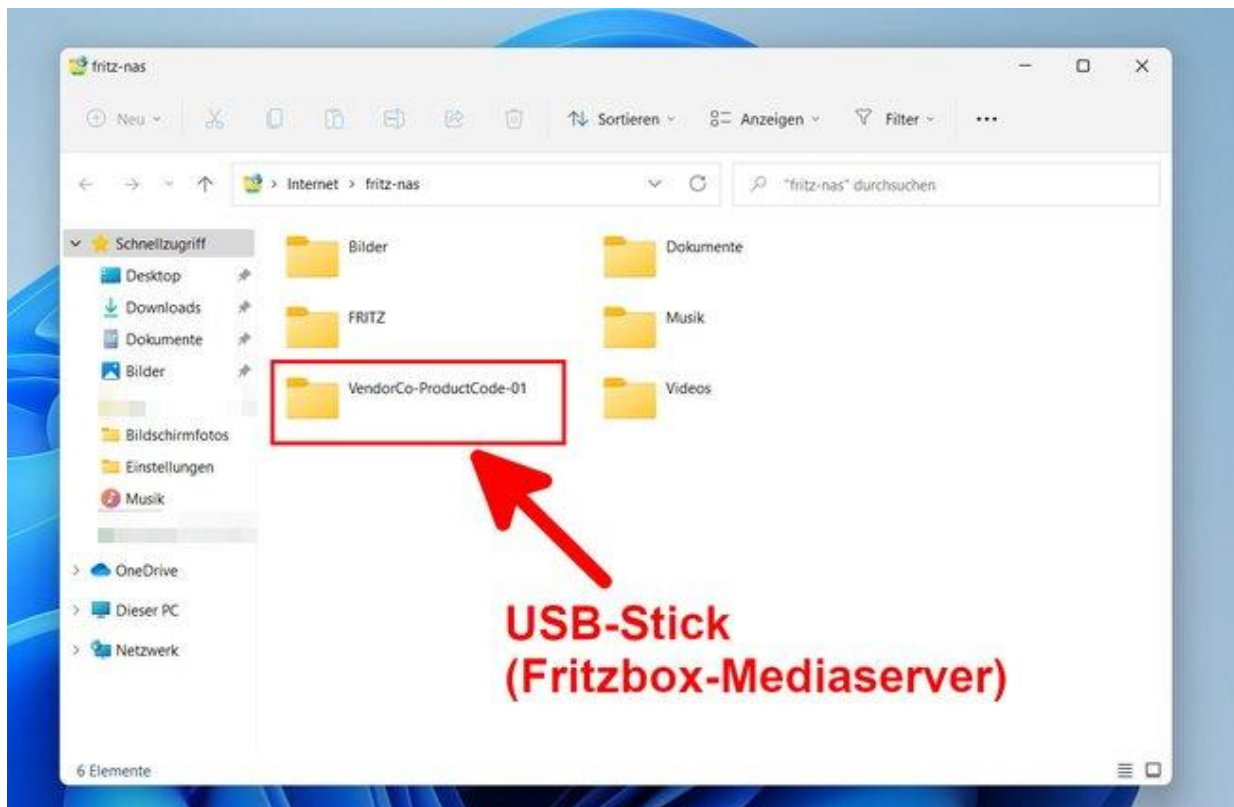 fritz-nas
Neu
Sortieren
Anzeigen
Filter
Internet > fritz-nas
"fritz-nas" durchsuchen
Schnellzugriff
Desktop
Downloads
Dokumente
Bilder
Bildschirmfotos
Einstellungen
Musik
OneDrive
Dieser PC
Netzwerk
Bilder
Dokumente
FRITZ
Musik
VendorCo-ProductCode-01
Videos
USB-Stick
(Fritzbox-Mediaserver)
6 Elemente